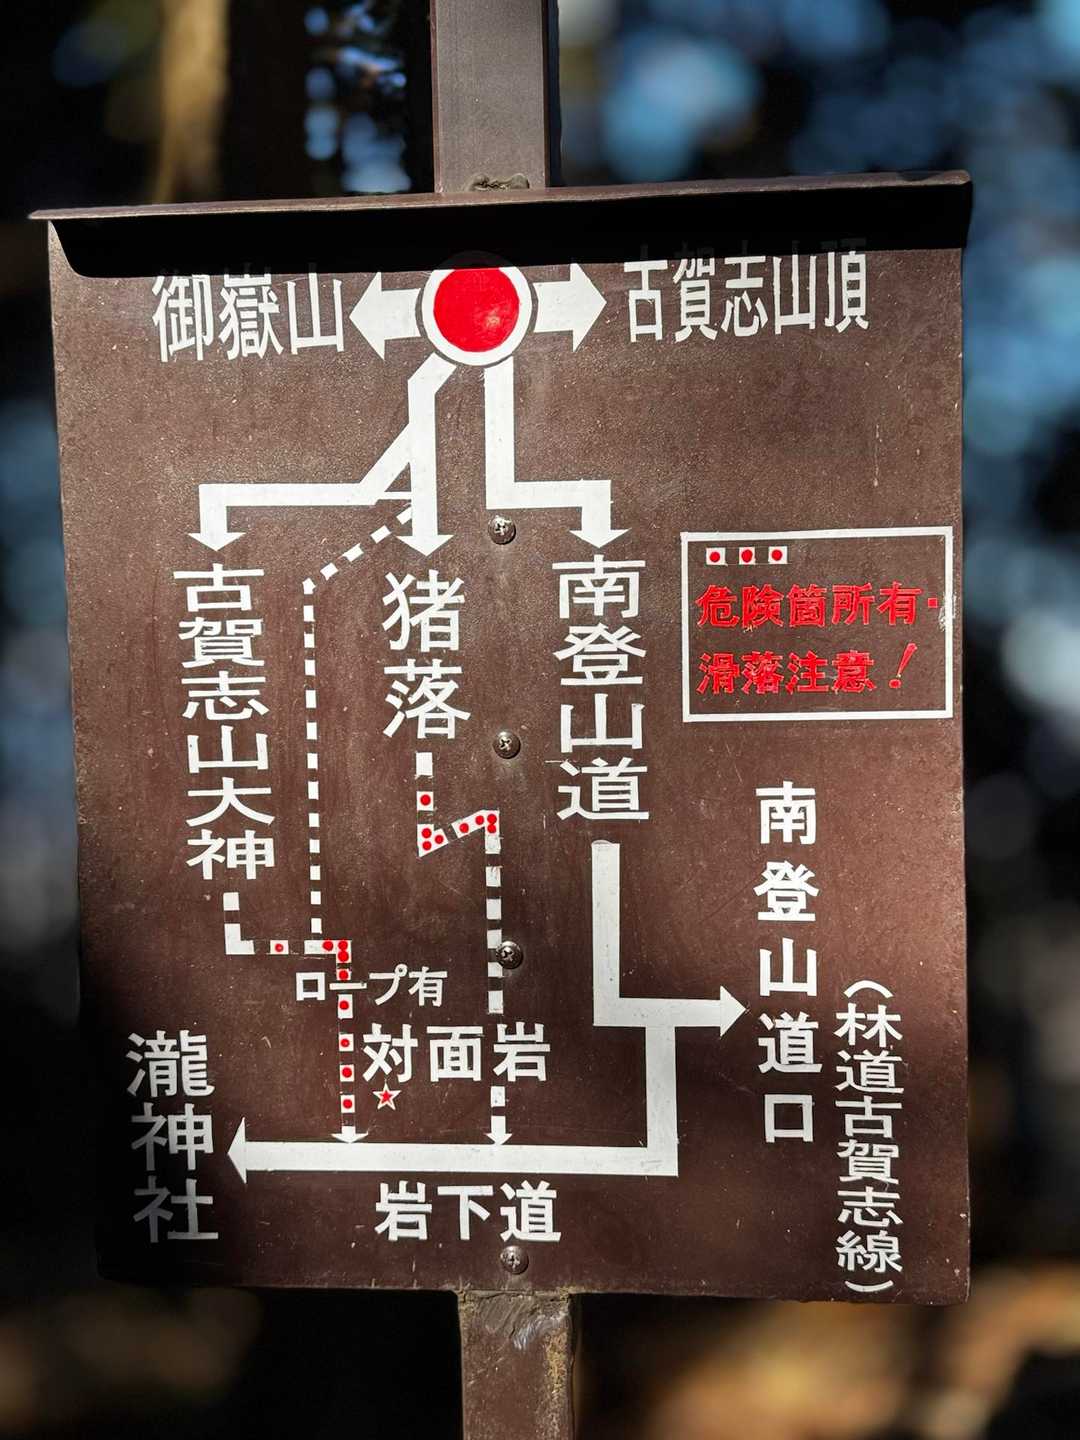 御嶽山
古賀志山頂
古賀志山大神
猪落
南登山道
危険箇所有・
滑落注意！
南登山道口
（林道古賀志線）
ロープ有
対面岩
瀧神社
岩下道